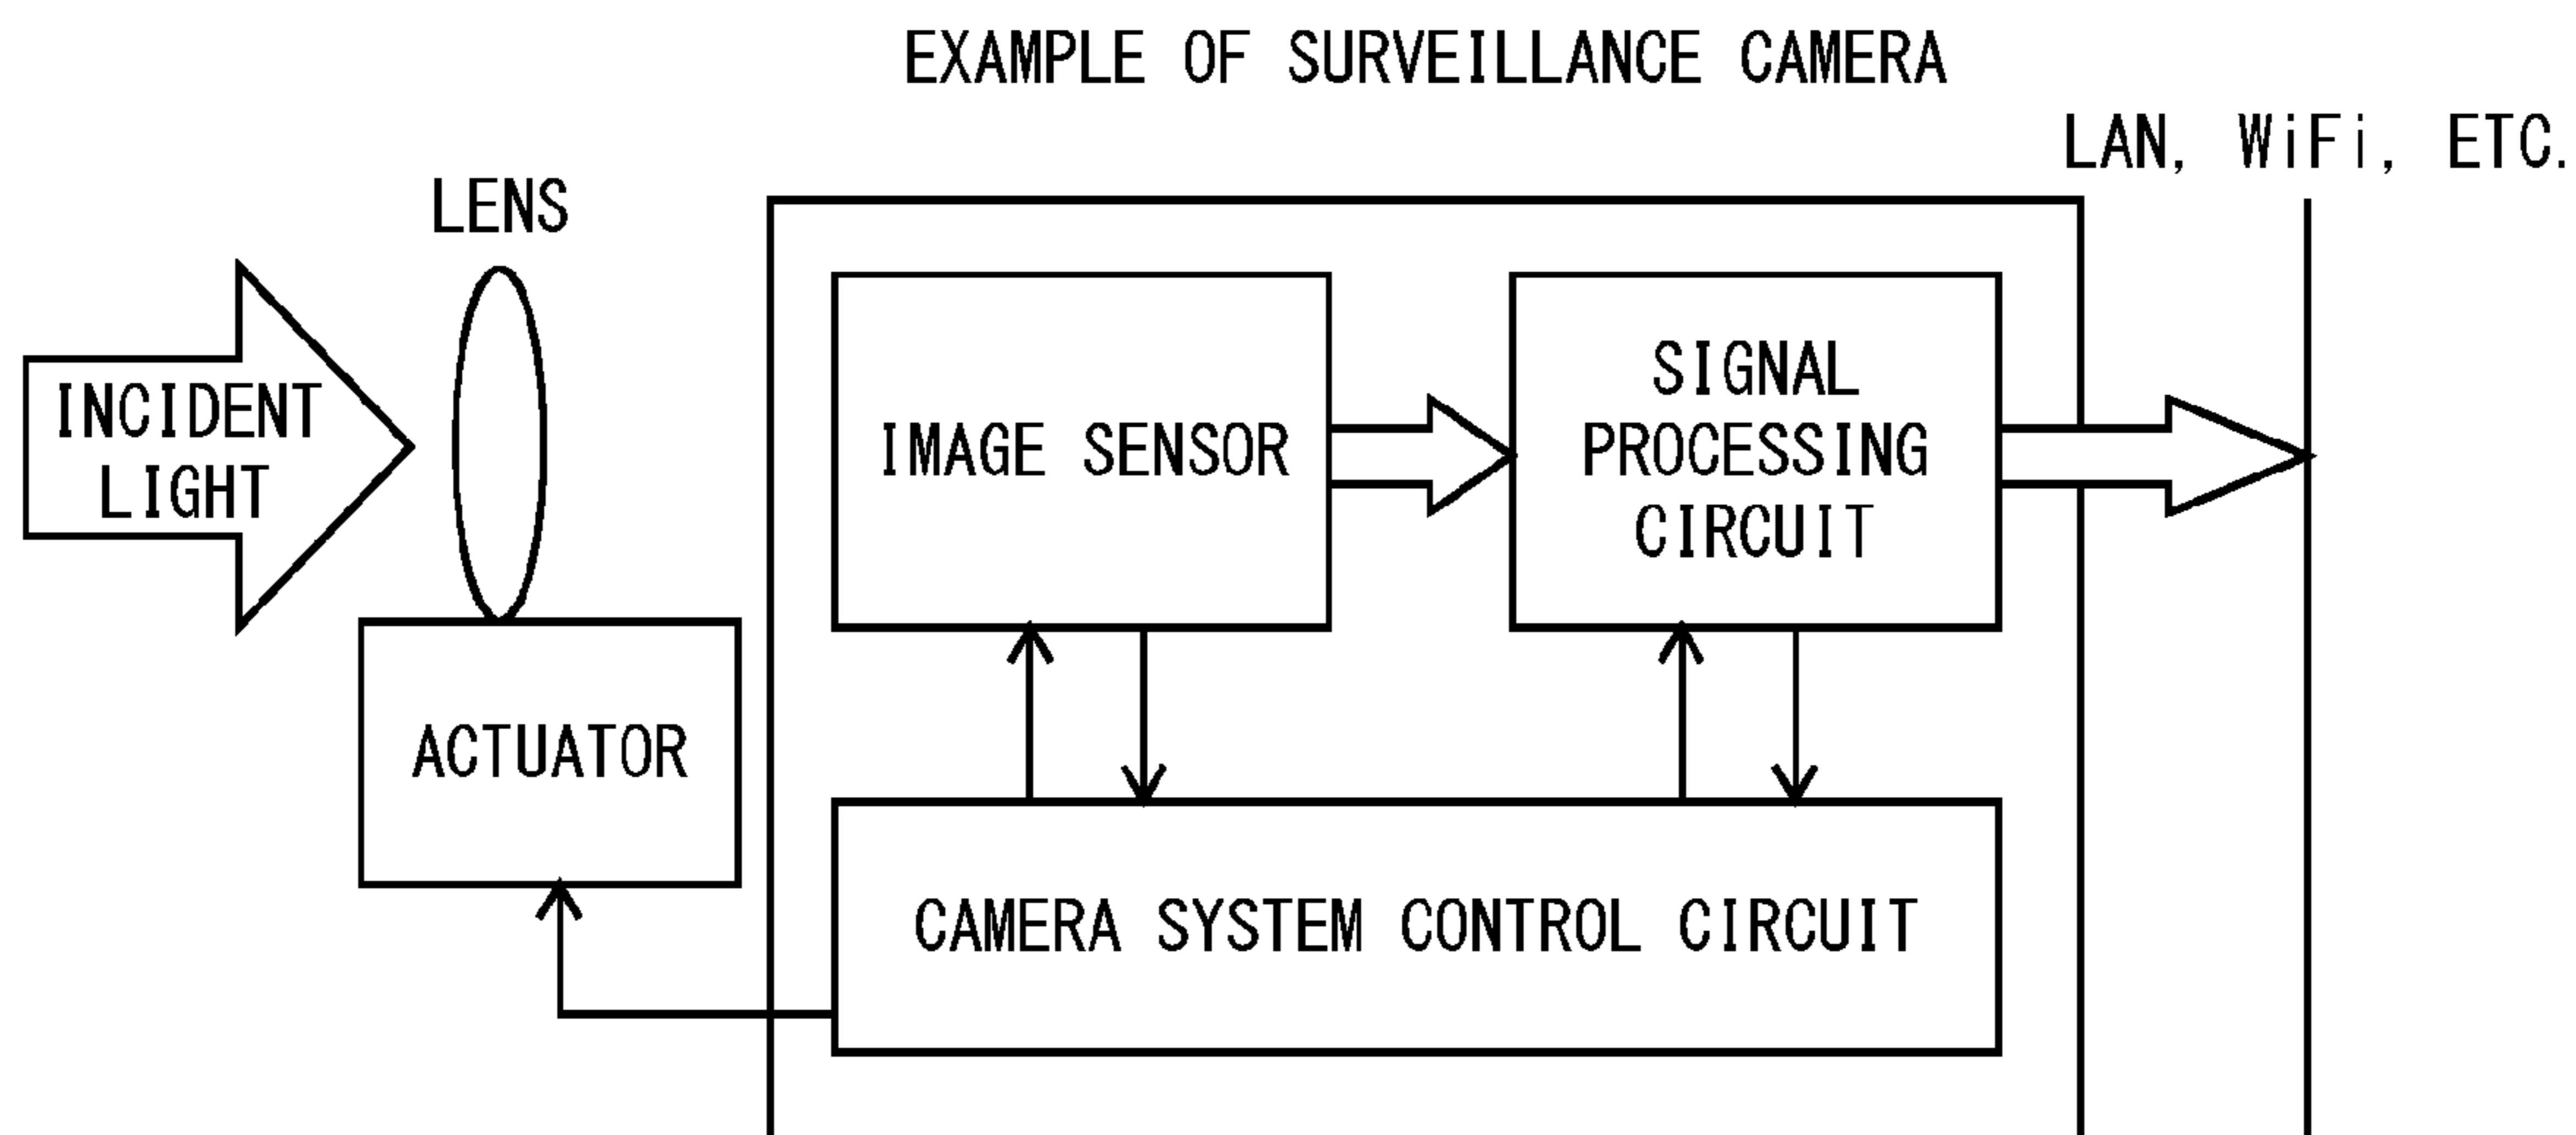 EXAMPLE OF SURVEILLANCE CAMERA
LAN, WiFi, ETC.
LENS
INCIDENT
LIGHT
IMAGE SENSOR
SIGNAL
PROCESSING
CIRCUIT
ACTUATOR
CAMERA SYSTEM CONTROL CIRCUIT